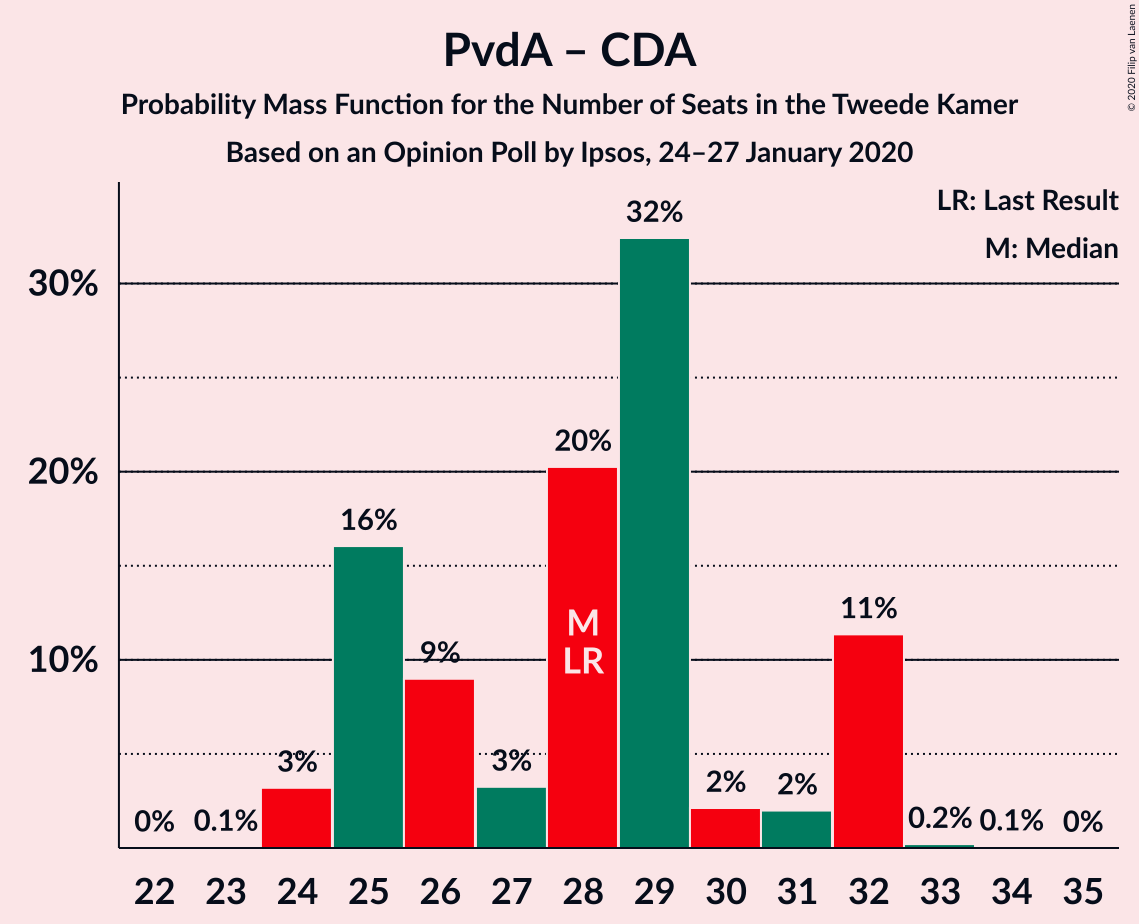 PvdA – CDA
Probability Mass Function for the Number of Seats in the Tweede Kamer
Based on an Opinion Poll by Ipsos, 24–27 January 2020
© 2020 Filip van Laenen
LR: Last Result
M: Median
30%
20%
10%
0%
0.1%
3%
16%
9%
3%
20%
32%
2%
2%
11%
0.2%
0.1%
0%
M
LR
22 23 24 25 26 27 28 29 30 31 32 33 34 35